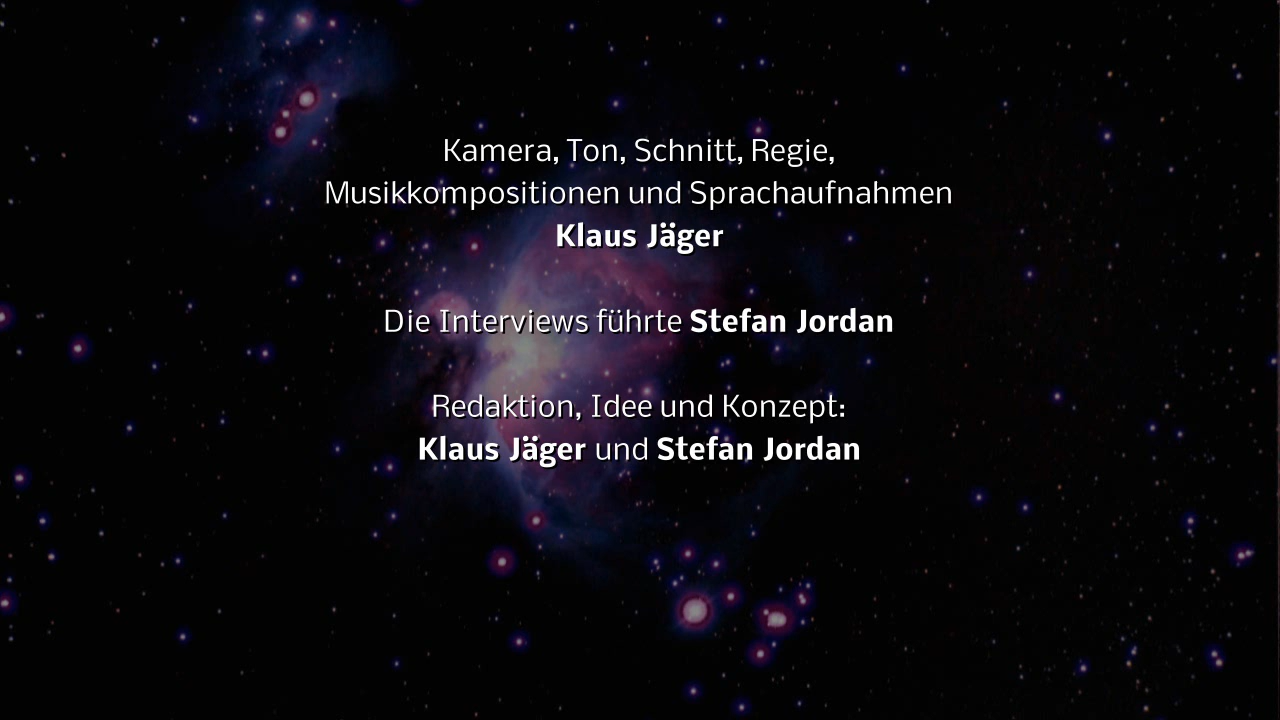 Kamera, Ton, Schnitt, Regie,
Musikkompositionen und Sprachaufnahmen
Klaus Jäger
Die Interviews führte Stefan Jordan
Redaktion, Idee und Konzept:
Klaus Jäger und Stefan Jordan